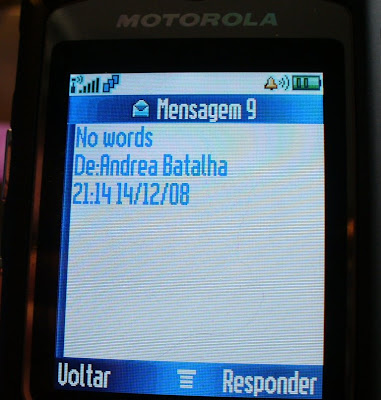 MOTOROLA
Mensagem 9
No words
De:Andrea Batalha
21:14 14/12/08
Voltar Responder